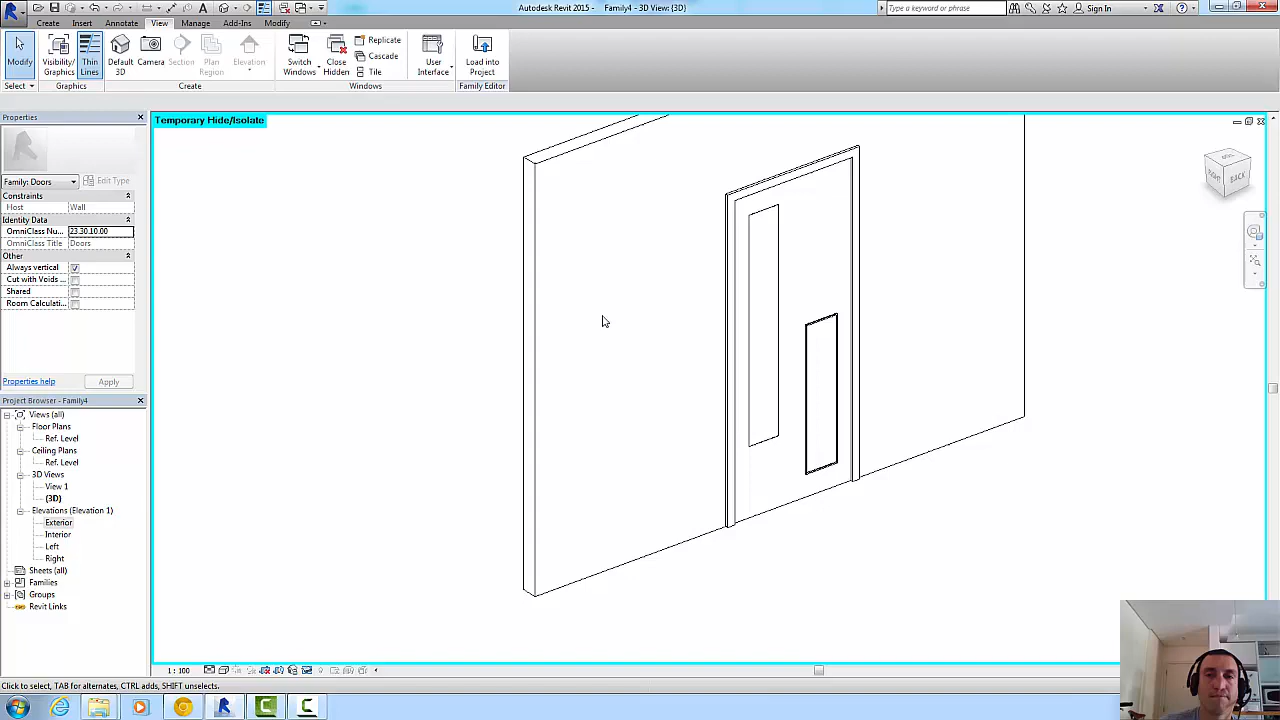 Autodesk Revit 2015 - Family4 - 3D View: {3D}
Type a keyword or phrase
Sign In
Create Insert Annotate View Manage Add-Ins Modify
Modify
Visibility/ Graphics
Thin Lines
Default 3D
Camera
Section
Plan Region
Elevation
Switch Windows
Close Hidden
Replicate
Cascade
Tile
User Interface
Load into Project
Select Graphics Create Windows Family Editor
Properties
Family: Doors
Edit Type
Constraints
Host Wall
Identity Data
OmniClass Nu... 23.30.10.00
OmniClass Title Doors
Other
Always vertical
Cut with Voids ...
Shared
Room Calculati...
Properties help Apply
Project Browser - Family4
Views (all)
Floor Plans
Ref. Level
Ceiling Plans
Ref. Level
3D Views
View 1
{3D}
Elevations (Elevation 1)
Exterior
Interior
Left
Right
Sheets (all)
Families
Groups
Revit Links
Temporary Hide/Isolate
RIGHT BACK
1 : 100
Click to select, TAB for alternates, CTRL adds, SHIFT unselects.